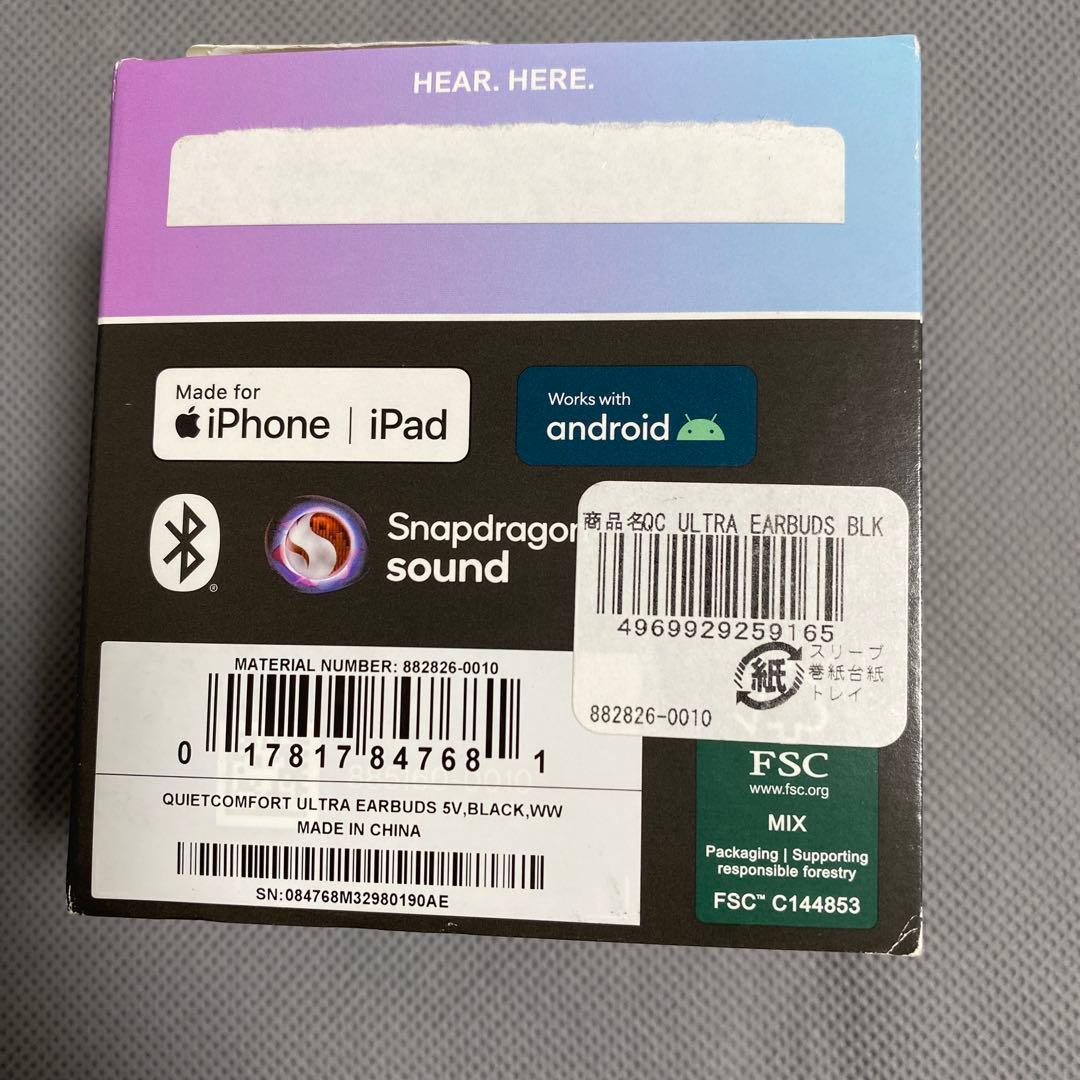 HEAR. HERE.
Made for
iPhone | iPad
Works with
android
Snapdragon
sound
®
商品名QC ULTRA EARBUDS BLK
4969929259165
紙
スリーブ
巻紙台紙
トレイ
882826-0010
MATERIAL NUMBER: 882826-0010
0 17817 84768 1
QUIETCOMFORT ULTRA EARBUDS 5V,BLACK,WW
MADE IN CHINA
SN:084768M32980190AE
FSC
www.fsc.org
MIX
Packaging | Supporting
responsible forestry
FSC™ C144853